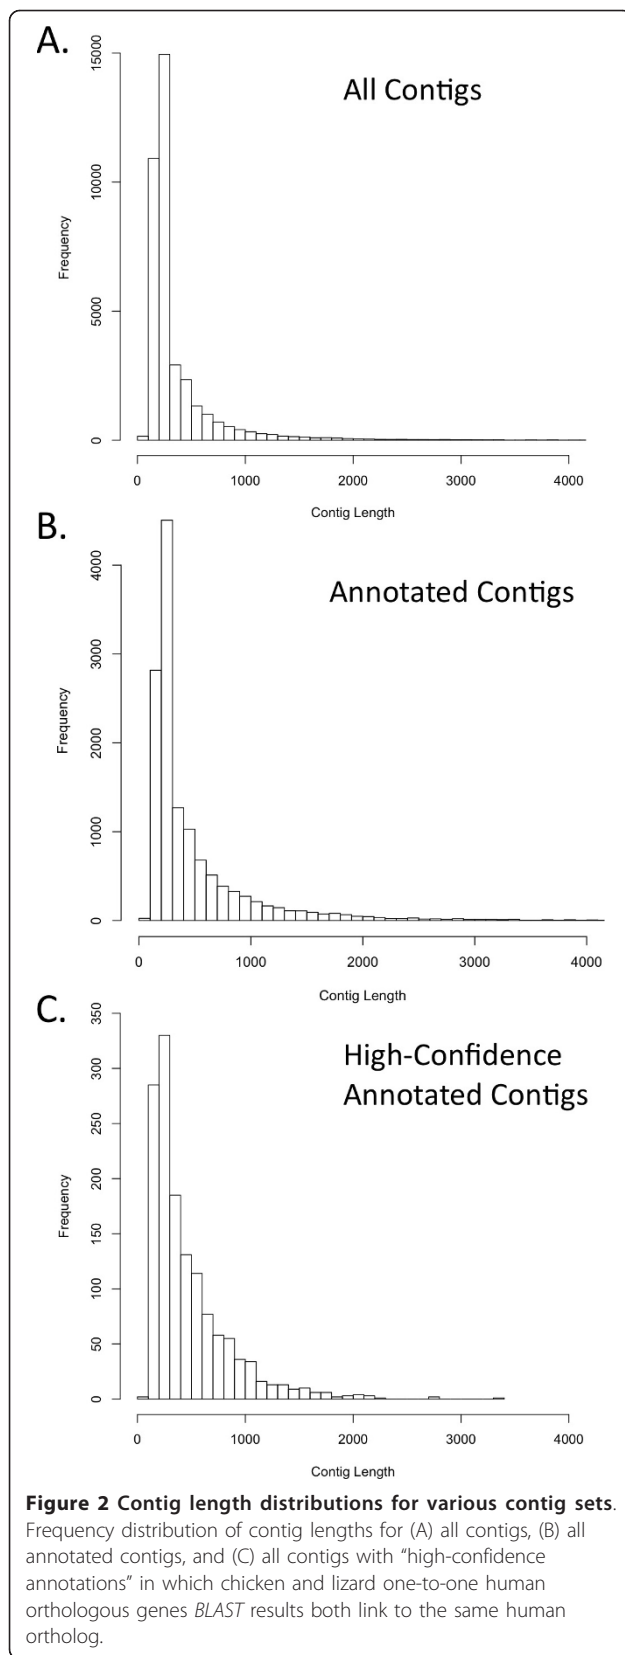 A.
All Contigs
15000
10000
5000
0
Frequency
0 1000 2000 3000 4000
Contig Length
B.
Annotated Contigs
4000
3000
2000
1000
0
Frequency
0 1000 2000 3000 4000
Contig Length
C.
High-Confidence
Annotated Contigs
350
300
250
200
150
100
50
0
Frequency
0 1000 2000 3000 4000
Contig Length
Figure 2 Contig length distributions for various contig sets.
Frequency distribution of contig lengths for (A) all contigs, (B) all
annotated contigs, and (C) all contigs with “high-confidence
annotations” in which chicken and lizard one-to-one human
orthologous genes BLAST results both link to the same human
ortholog.